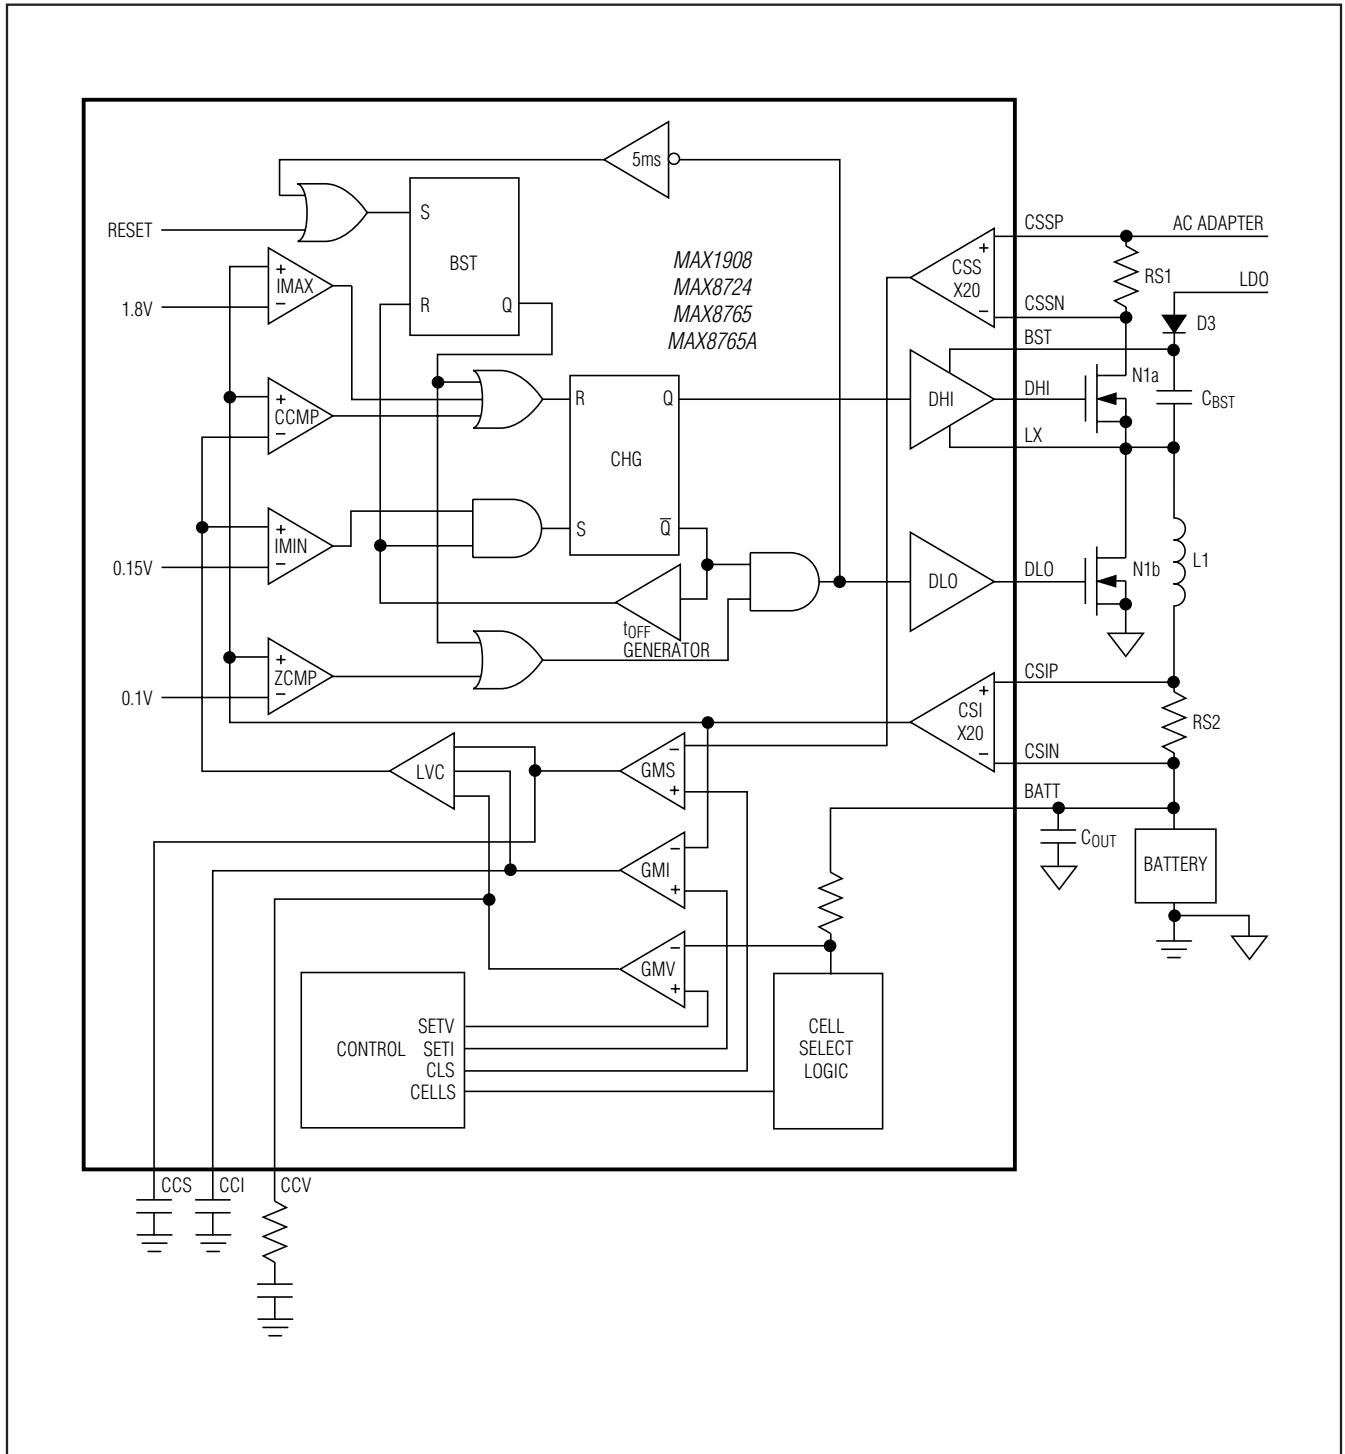 5ms
RESET
S
BST
R
Q
IMAX
+
−
1.8V
MAX1908
MAX8724
MAX8765
MAX8765A
CSSP
AC ADAPTER
+
CSS
X20
−
RS1
LDO
CSSN
D3
BST
CCMP
+
−
R
Q
CHG
S
Q
DHI
DHI
N1a
CBST
LX
IMIN
+
−
0.15V
DLO
DLO
N1b
L1
tOFF
GENERATOR
ZCMP
+
−
0.1V
CSIP
+
CSI
X20
−
RS2
CSIN
LVC
−
GMS
+
BATT
COUT
BATTERY
−
GMI
+
−
GMV
+
CONTROL
SETV
SETI
CLS
CELLS
CELL
SELECT
LOGIC
CCS
CCI
CCV